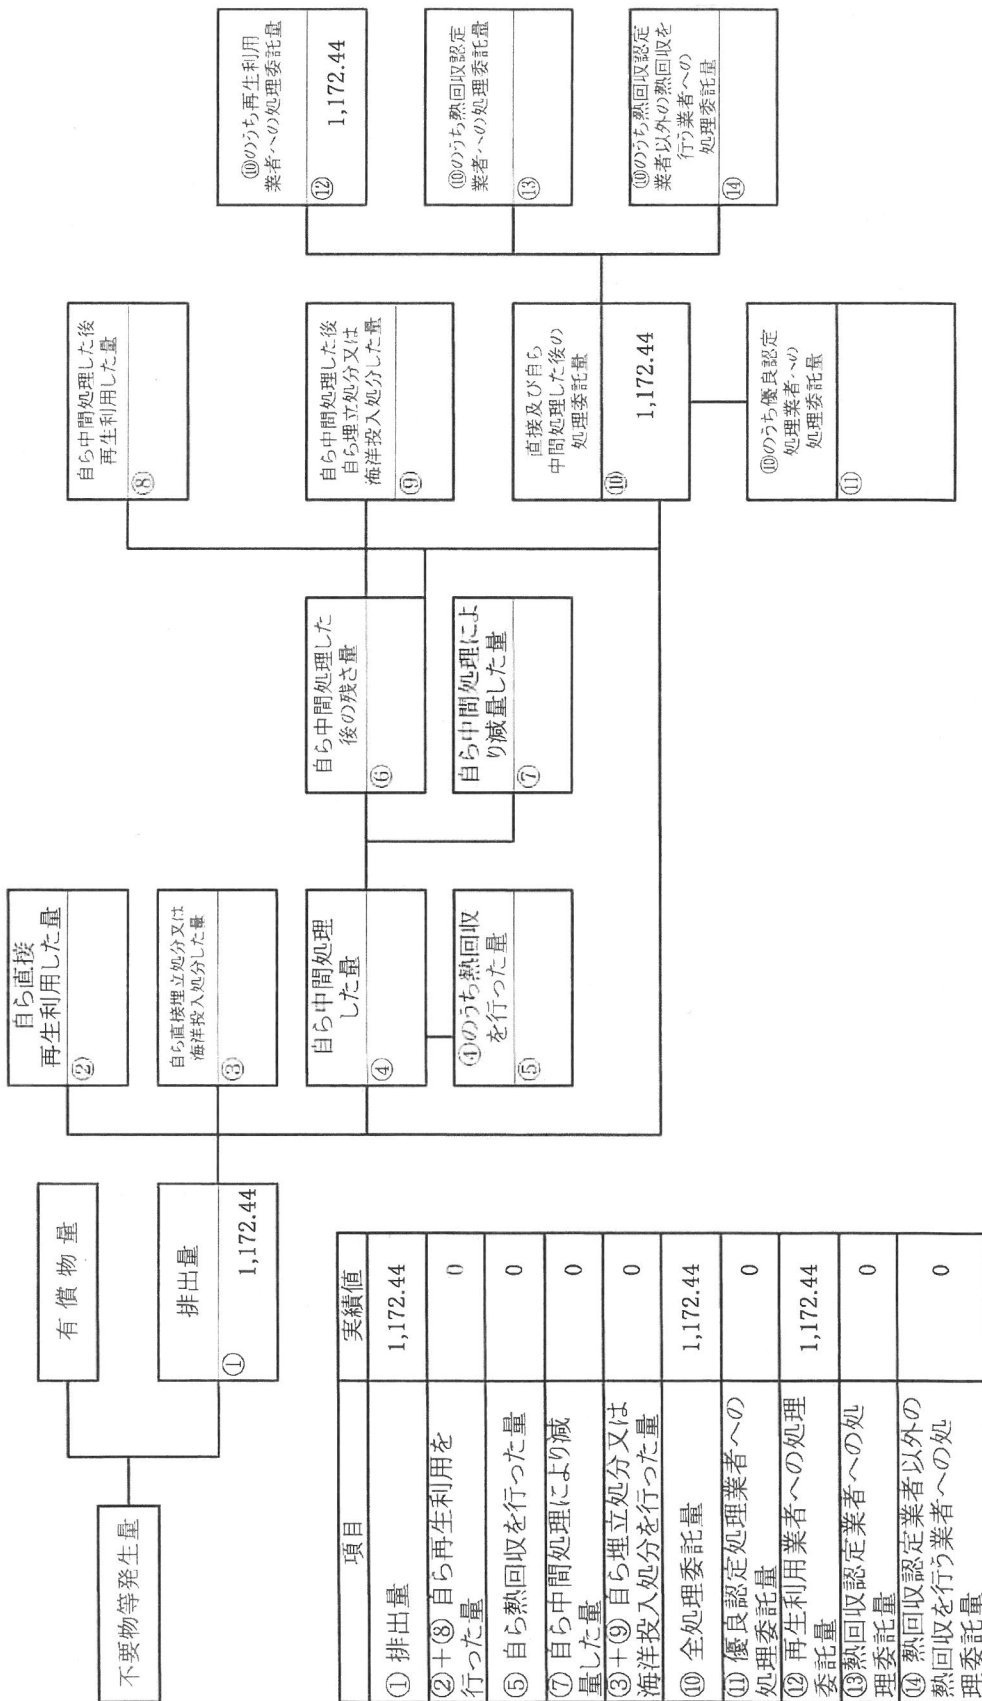 不要物等発生量
有償物量
排出量
①
1,172.44
自ら直接
再生利用した量
②
自ら直接埋立処分又は
海洋投入処分した量
③
自ら中間処理
した量
④
④のうち熱回収
を行った量
⑤
自ら中間処理した
後の残さ量
⑥
自ら中間処理によ
り減量した量
⑦
自ら中間処理した後
再生利用した量
⑧
自ら中間処理した後
自ら埋立処分又は
海洋投入処分した量
⑨
直接及び自ら
中間処理した後の
処理委託量
⑩
1,172.44
⑩のうち優良認定
処理業者への
処理委託量
⑪
⑩のうち再生利用
業者への処理委託量
⑫
1,172.44
⑩のうち熱回収認定
業者への処理委託量
⑬
⑩のうち熱回収認定
業者以外の熱回収を
行う業者への
処理委託量
⑭
項目 実績値
① 排出量 1,172.44
②+⑧ 自ら再生利用を
行った量 0
⑤ 自ら熱回収を行った量 0
⑦ 自ら中間処理により減
量した量 0
③+⑨ 自ら埋立処分又は
海洋投入処分を行った量 0
⑩ 全処理委託量 1,172.44
⑪ 優良認定処理業者への
処理委託量 0
⑫ 再生利用業者への処理
委託量 1,172.44
⑬熱回収認定業者への処
理委託量 0
⑭ 熱回収認定業者以外の
熱回収を行う業者への処
理委託量 0